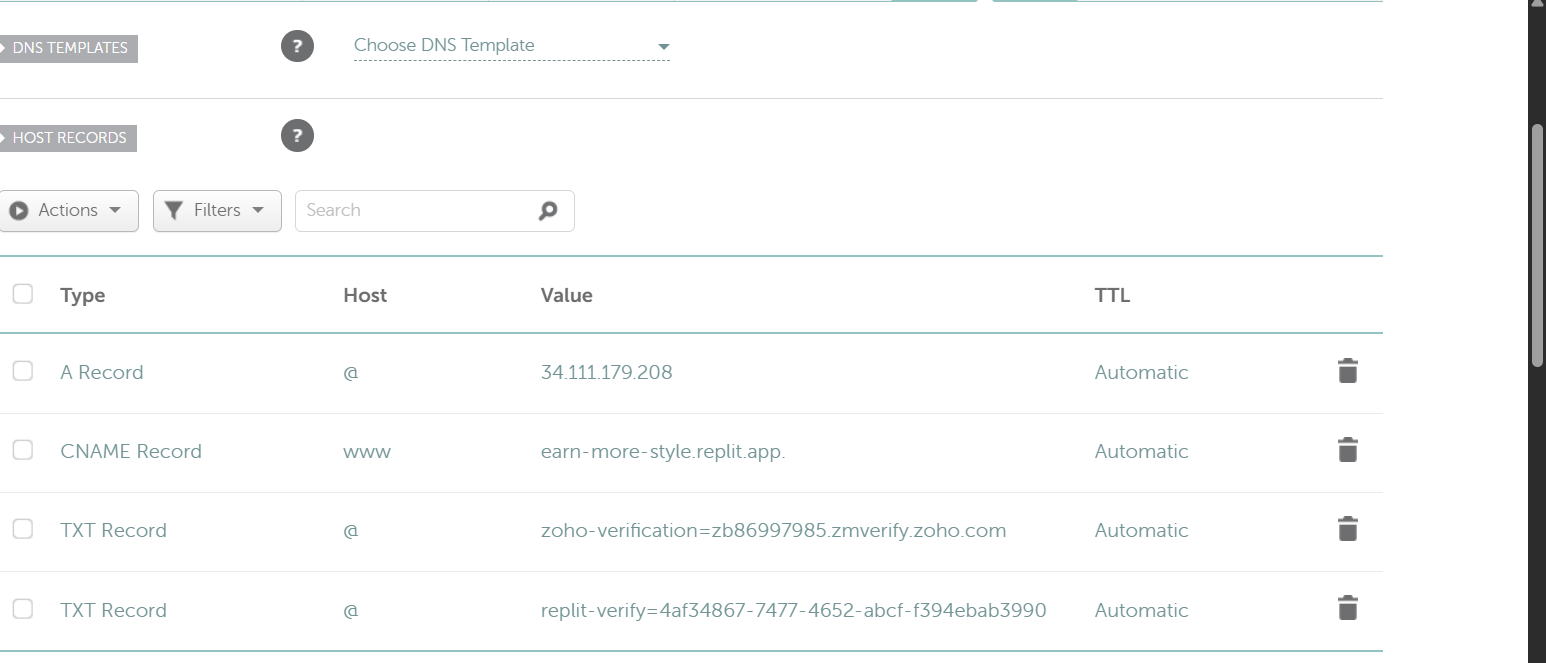 DNS TEMPLATES ? Choose DNS Template
HOST RECORDS ?
Actions Filters Search
Type Host Value TTL
A Record @ 34.111.179.208 Automatic
CNAME Record www earn-more-style.replit.app. Automatic
TXT Record @ zoho-verification=zb86997985.zmverify.zoho.com Automatic
TXT Record @ replit-verify=4af34867-7477-4652-abcf-f394ebab3990 Automatic